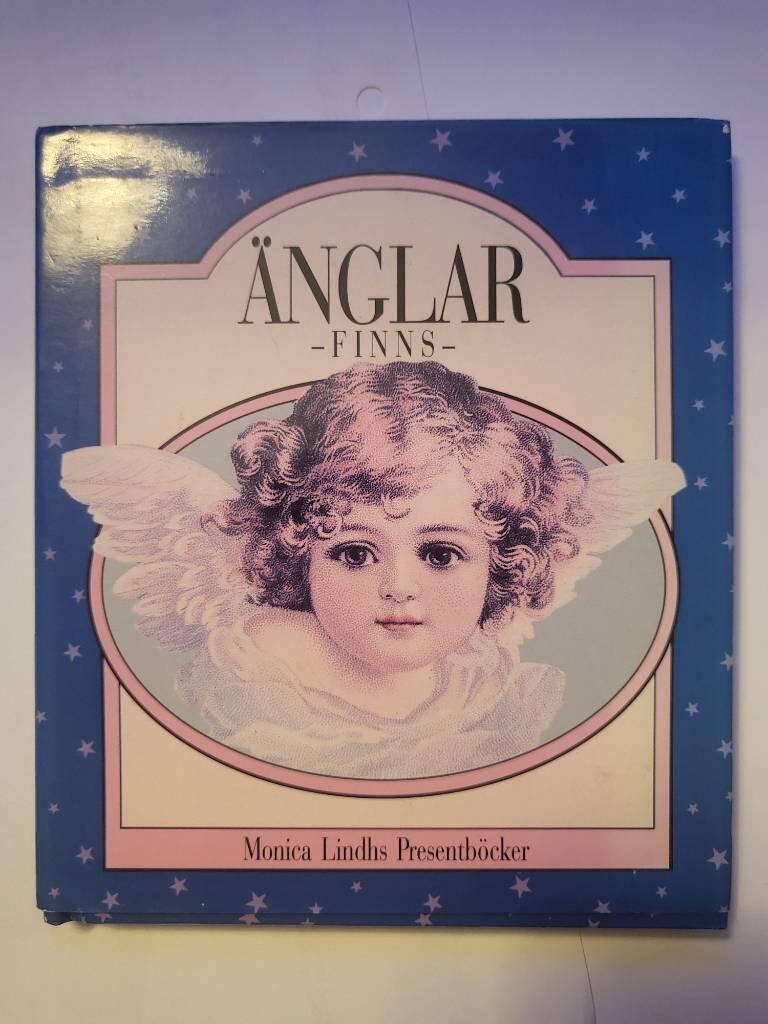 ÄNGLAR
–FINNS–
Monica Lindhs Presentböcker